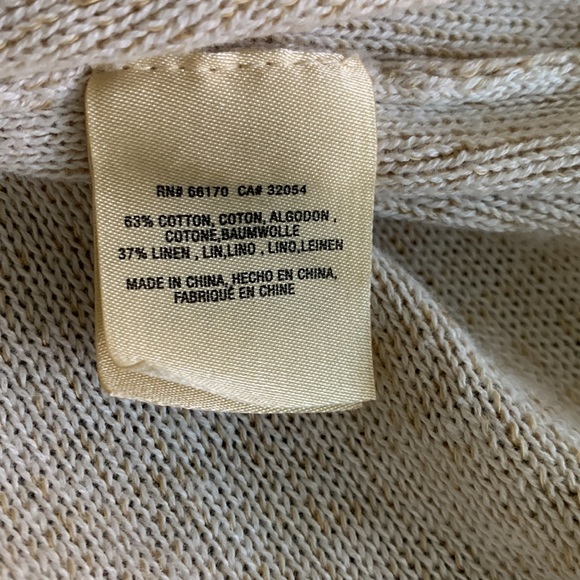 RN# 66170 CA# 32054
63% COTTON, COTON, ALGODON,
COTONE,BAUMWOLLE
37% LINEN , LIN,LINO , LINO,LEINEN
MADE IN CHINA, HECHO EN CHINA,
FABRIQUÉ EN CHINE